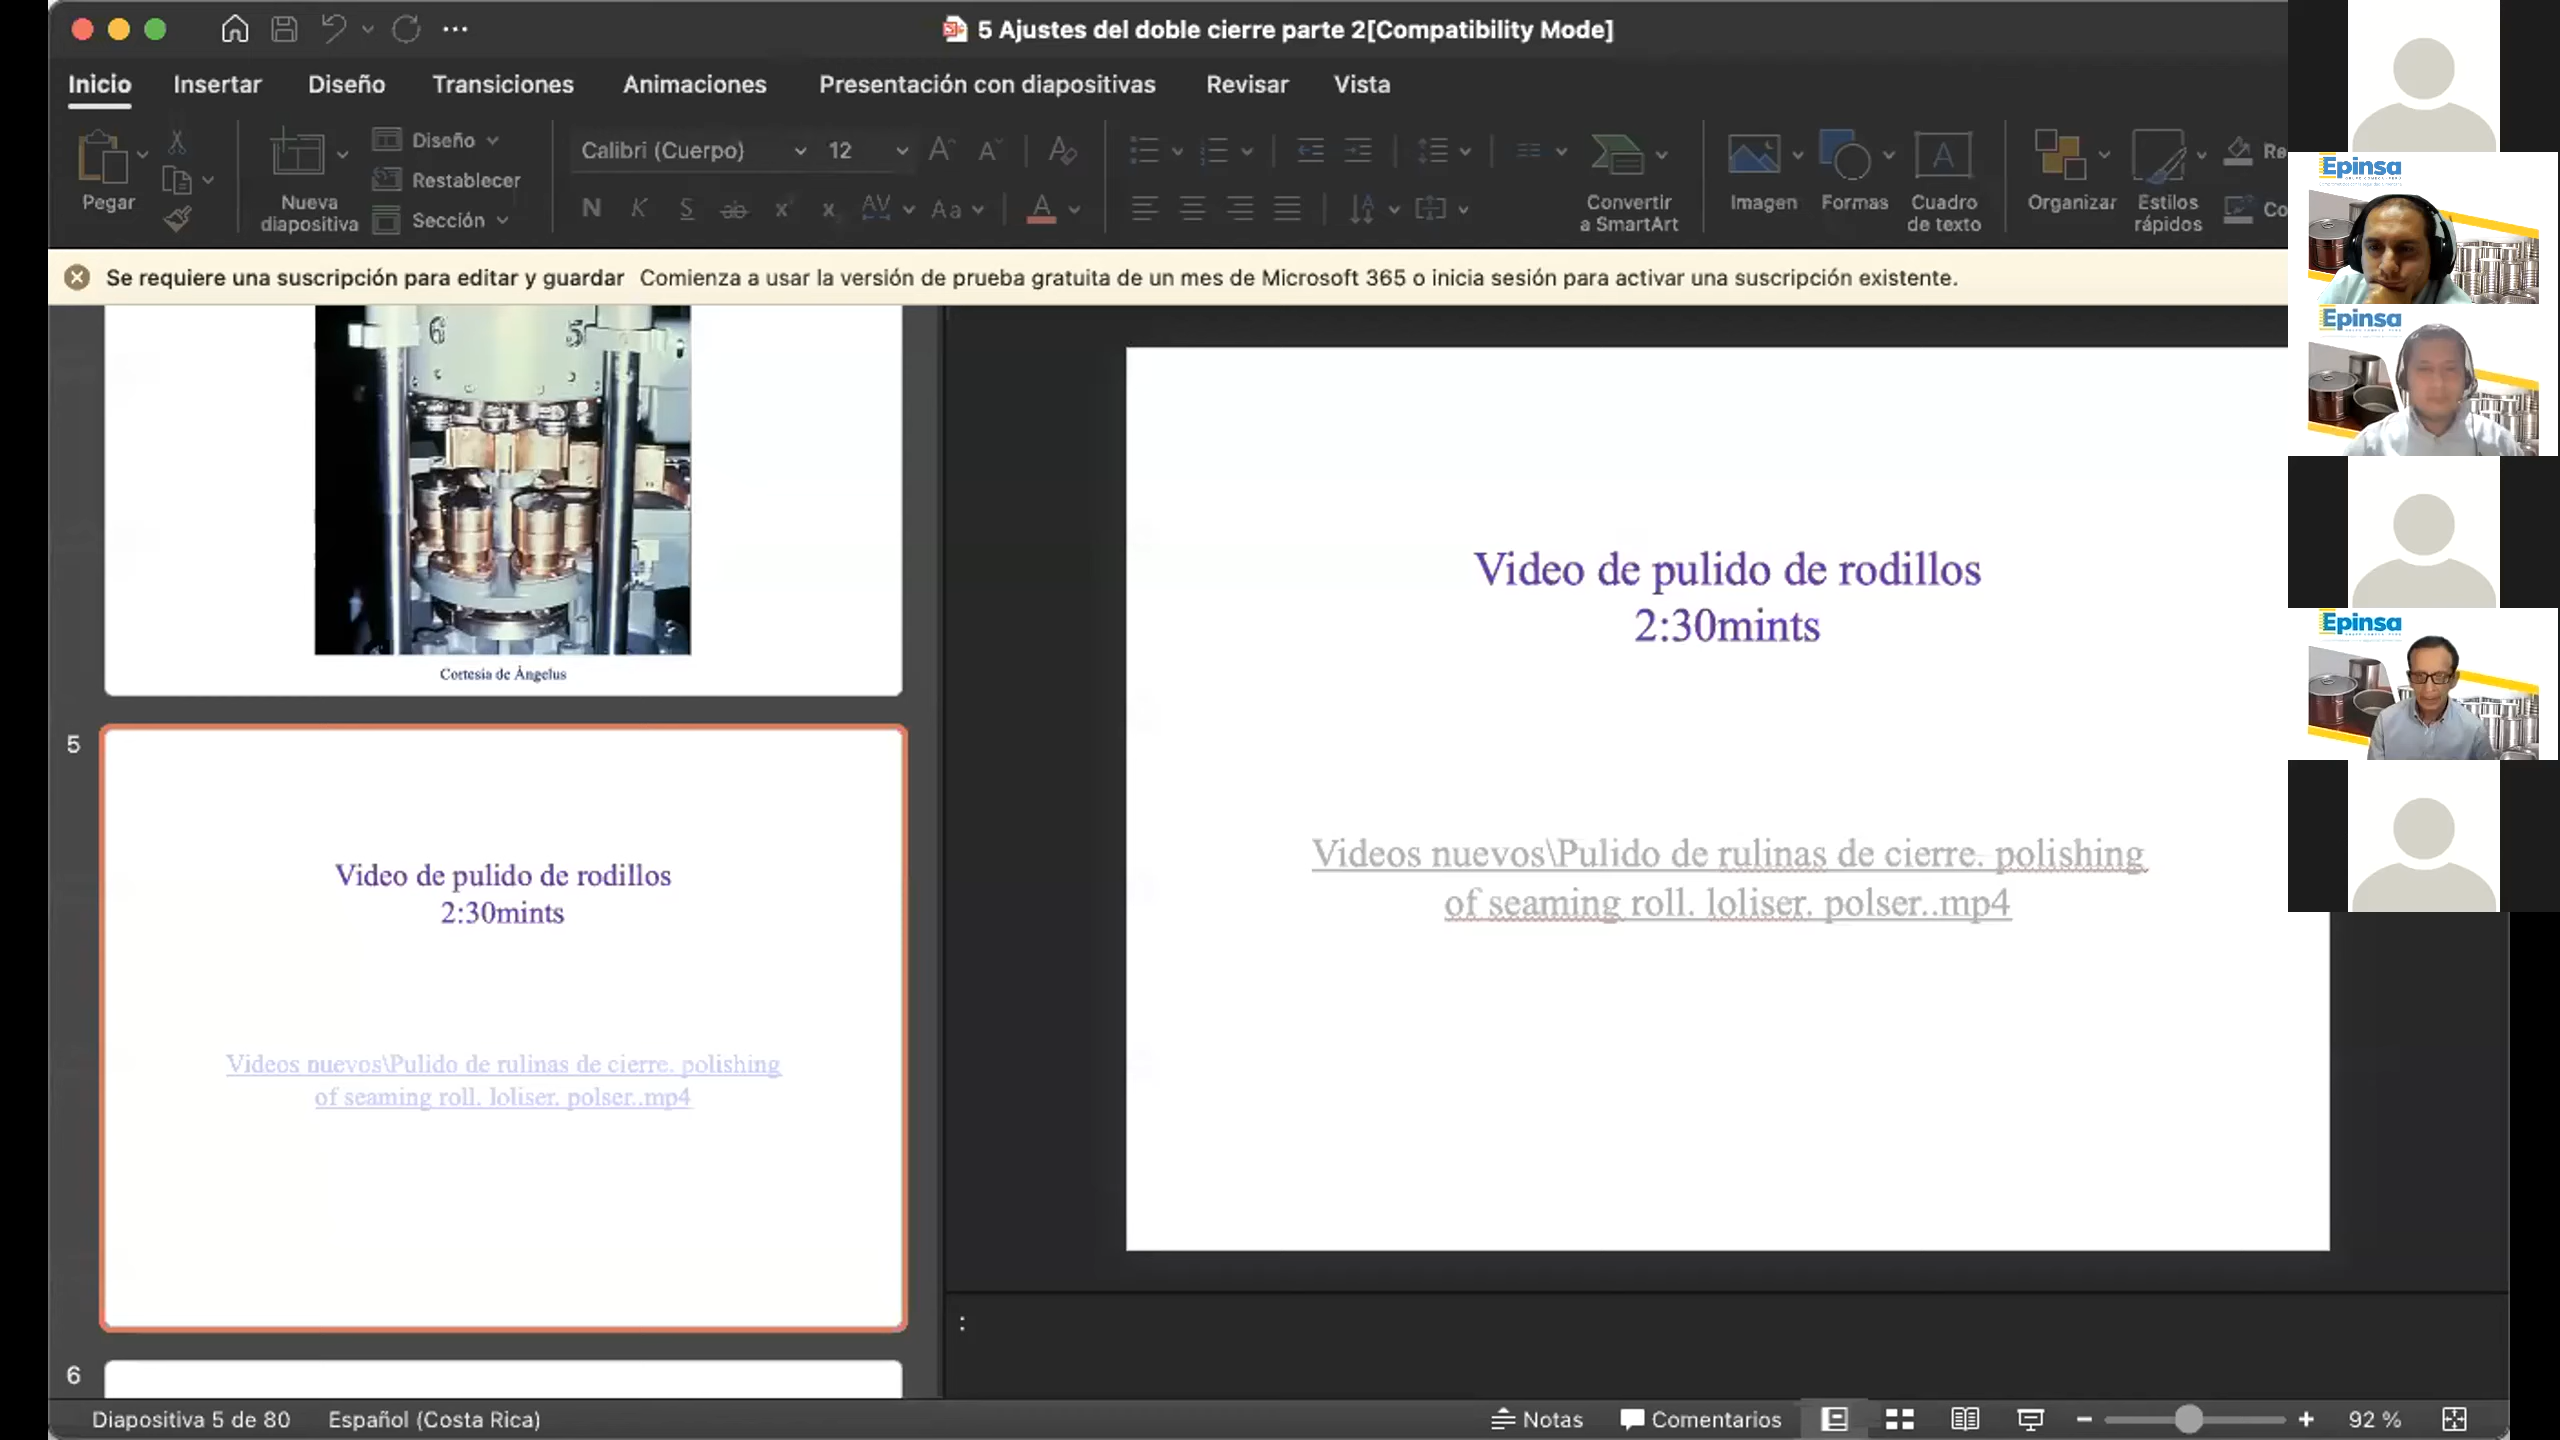 5 Ajustes del doble cierre parte 2[Compatibility Mode]
Inicio
Insertar
Diseño
Transiciones
Animaciones
Presentación con diapositivas
Revisar
Vista
Pegar
Nueva
diapositiva
Diseño
Restablecer
Sección
Calibri (Cuerpo)
12
Convertir
a SmartArt
Imagen
Formas
Cuadro
de texto
Organizar
Estilos
rápidos
Re
Co
Se requiere una suscripción para editar y guardar Comienza a usar la versión de prueba gratuita de un mes de Microsoft 365 o inicia sesión para activar una suscripción existente.
6 5
Cortesía de Ángelus
5
Video de pulido de rodillos
2:30mints
Videos nuevos\Pulido de rulinas de cierre. polishing
of seaming roll. loliser. polser..mp4
6
Video de pulido de rodillos
2:30mints
Videos nuevos\Pulido de rulinas de cierre. polishing
of seaming roll. loliser. polser..mp4
:
Epinsa
Epinsa
Epinsa
Diapositiva 5 de 80
Español (Costa Rica)
Notas
Comentarios
92 %